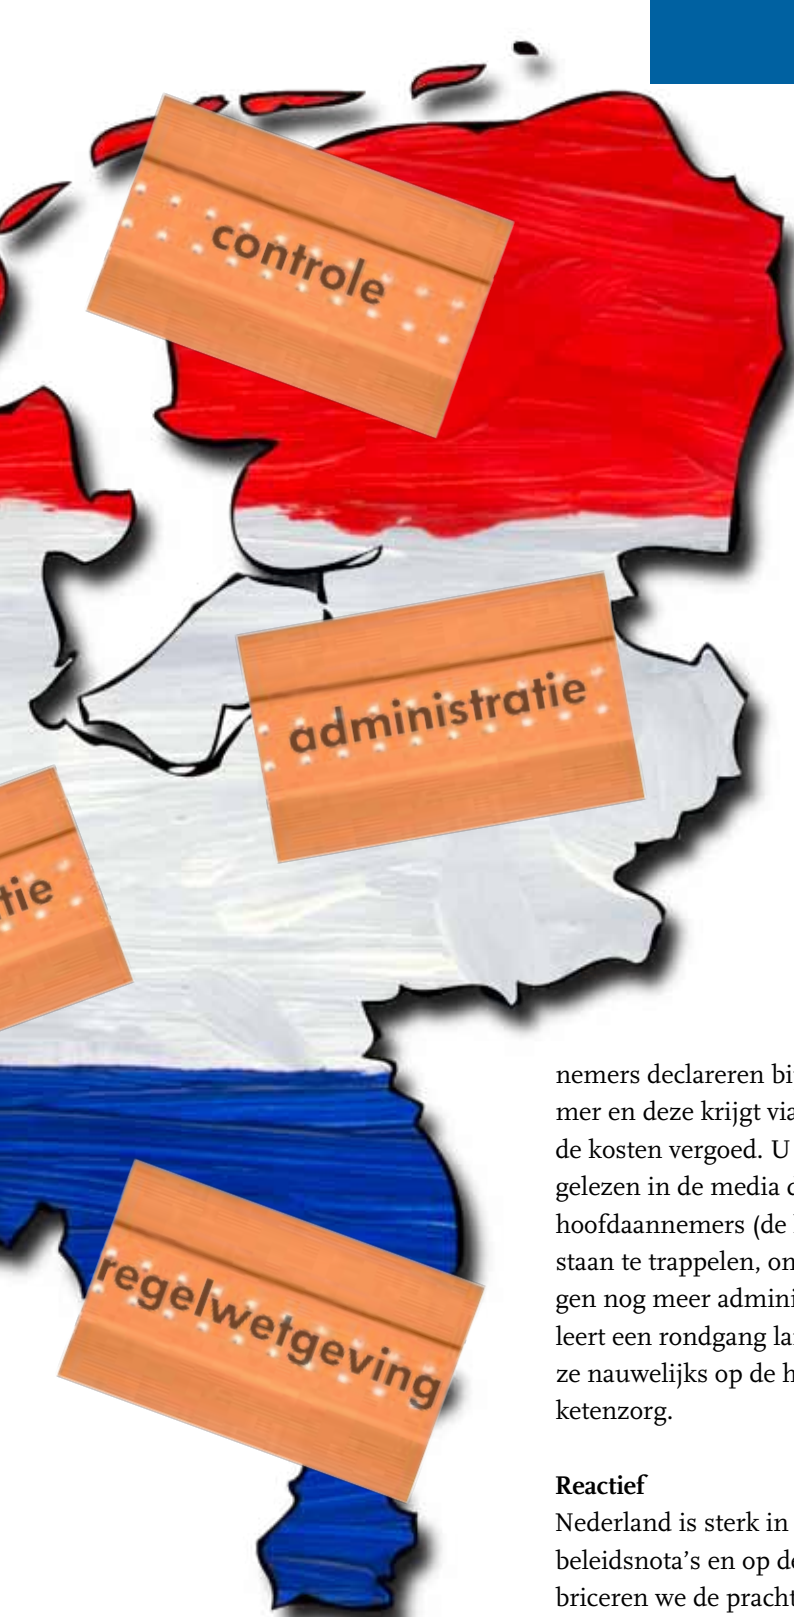 controle
administratie
tie
regelwetgeving
nemers declareren bi
mer en deze krijgt via
de kosten vergoed. U
gelezen in de media
hoofdaannemers (de
staan te trappelen, on
gen nog meer admini
leert een rondgang la
ze nauwelijks op de h
ketenzorg.
Reactief
Nederland is sterk in
beleidsnota's en op de
briceren we de pracht